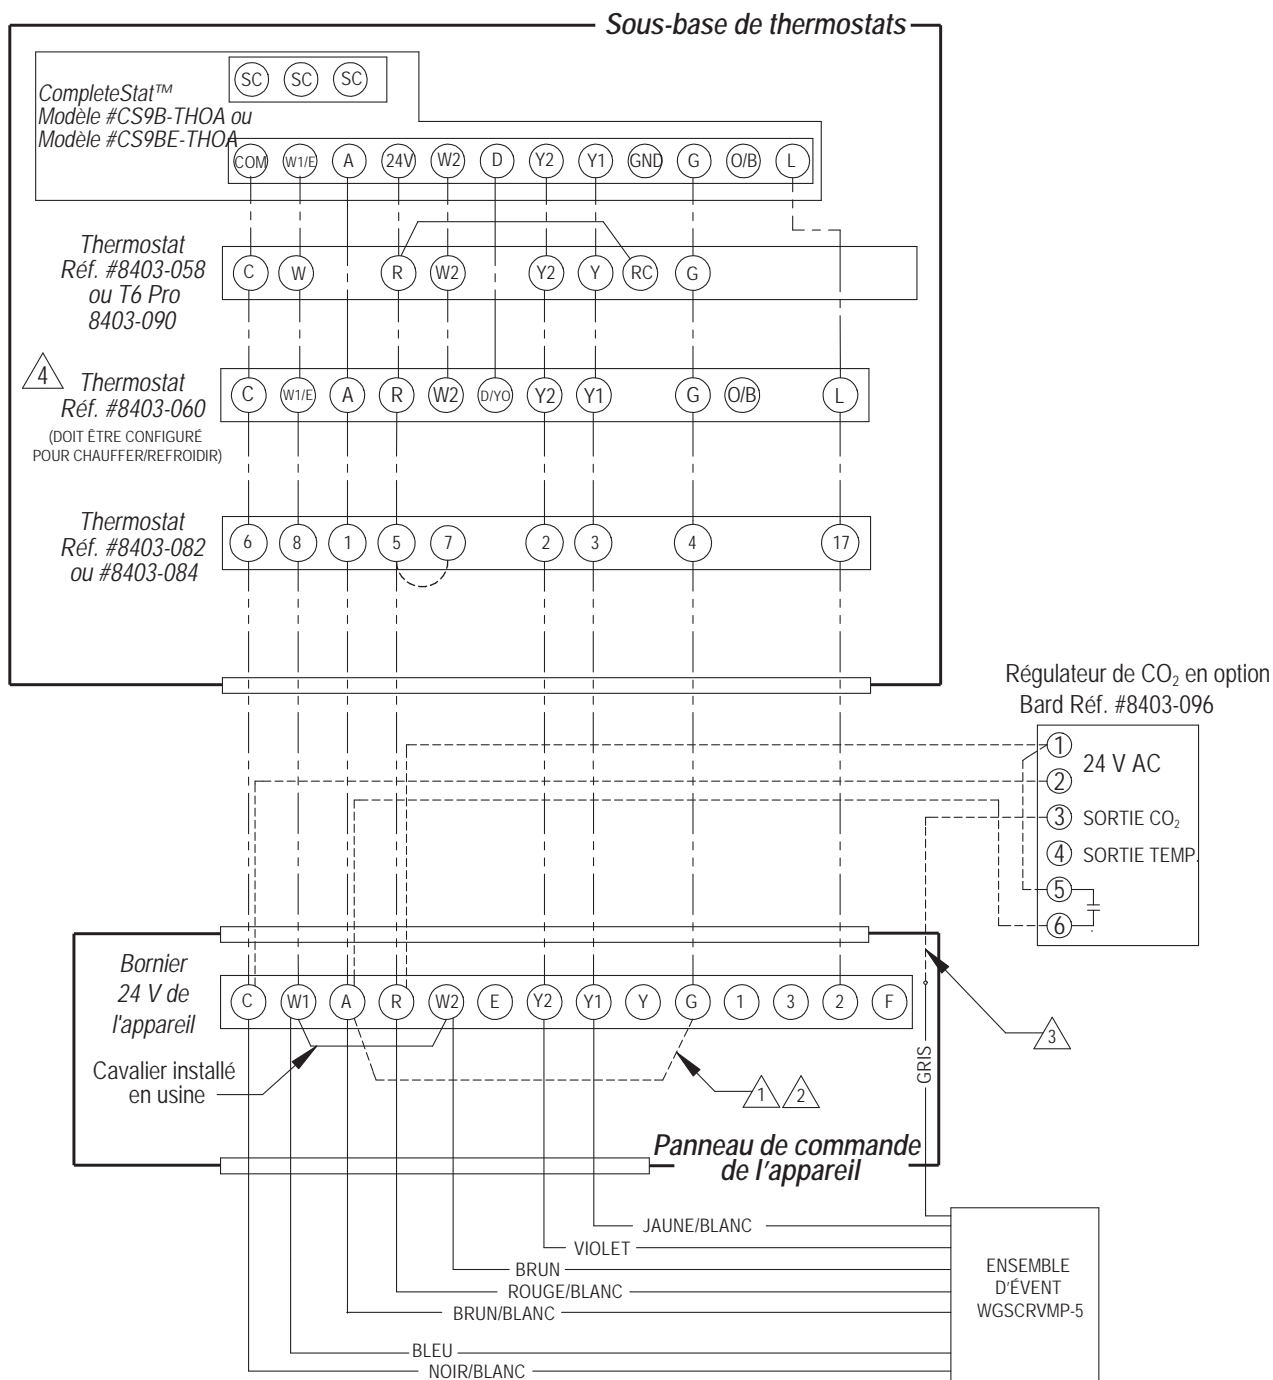 Sous-base de thermostats
CompleteStat™
Modèle #CS9B-THOA ou
Modèle #CS9BE-THOA
SC SC SC
COM W1/E A 24V W2 D Y2 Y1 GND G O/B L
Thermostat
Réf. #8403-058
ou T6 Pro
8403-090
C W R W2 Y2 Y RC G
4
Thermostat
Réf. #8403-060
(DOIT ÊTRE CONFIGURÉ
POUR CHAUFFER/REFROIDIR)
C W1/E A R W2 D/YO Y2 Y1 G O/B L
Thermostat
Réf. #8403-082
ou #8403-084
6 8 1 5 7 2 3 4 17
Régulateur de CO₂ en option
Bard Réf. #8403-096
1
24 V AC
2
3 SORTIE CO₂
4 SORTIE TEMP.
5
6
Bornier
24 V de
l'appareil
C W1 A R W2 E Y2 Y1 Y G 1 3 2 F
Cavalier installé
en usine
1 2
3
GRIS
Panneau de commande
de l'appareil
JAUNE/BLANC
VIOLET
BRUN
ROUGE/BLANC
BRUN/BLANC
BLEU
NOIR/BLANC
ENSEMBLE
D'ÉVENT
WGSCRVMP-5